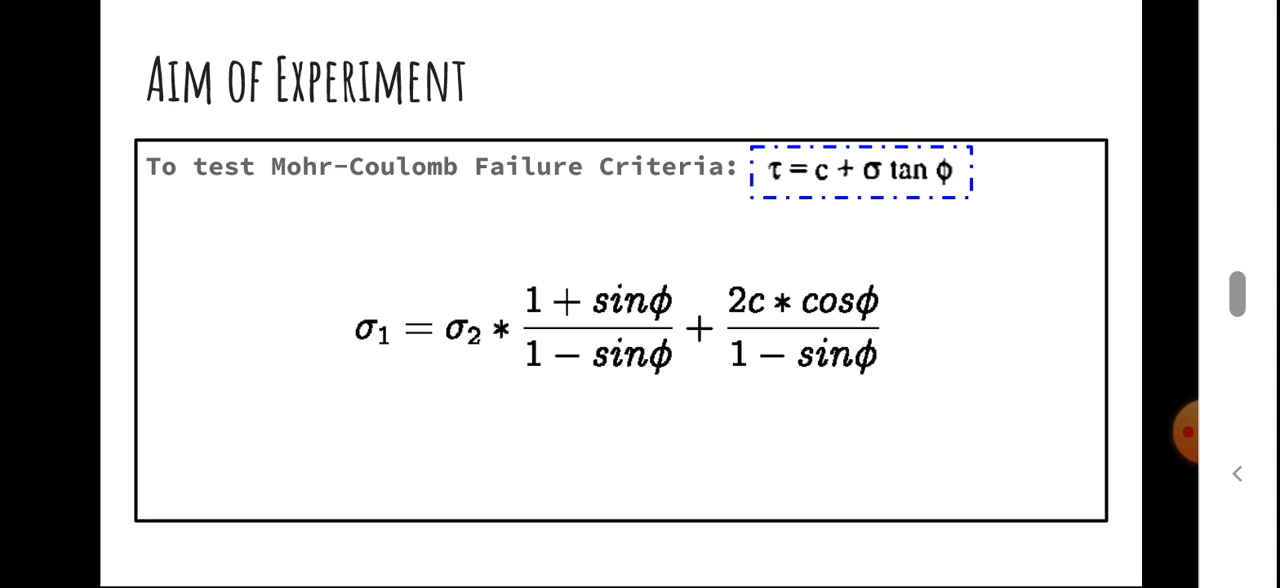 Aim of Experiment
To test Mohr-Coulomb Failure Criteria: τ = c + σ tan ϕ
σ₁ = σ₂ * (1 + sinϕ)/(1 − sinϕ) + (2c * cosϕ)/(1 − sinϕ)